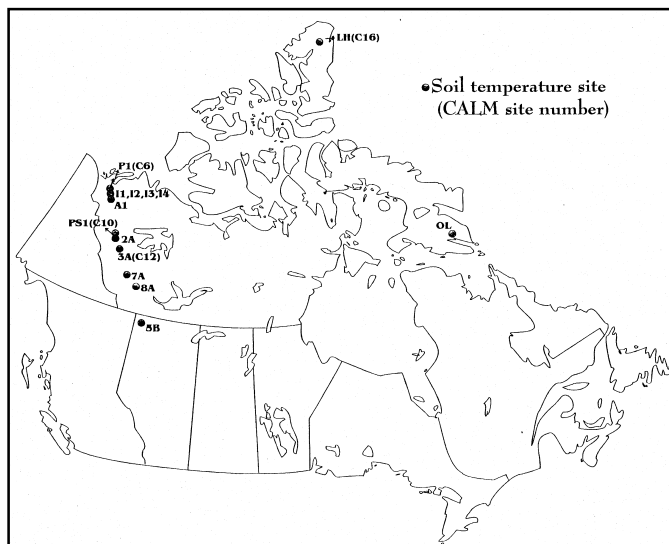 LH(C16)
Soil temperature site
(CALM site number)
P1(C6)
I1,I2,I3,I4
A1
PS1(C10)
2A
OL
3A(C12)
7A
8A
5B